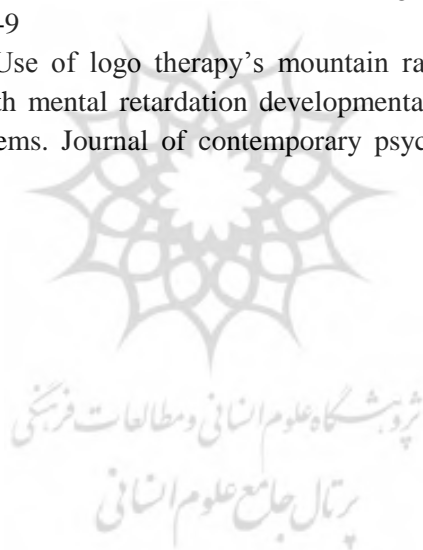 -9
Use of logo therapy's mountain ra
th mental retardation developmenta
ems. Journal of contemporary psyc
پژوهشگاه علوم انسانی و مطالعات فرهنگی
پرتال جامع علوم انسانی